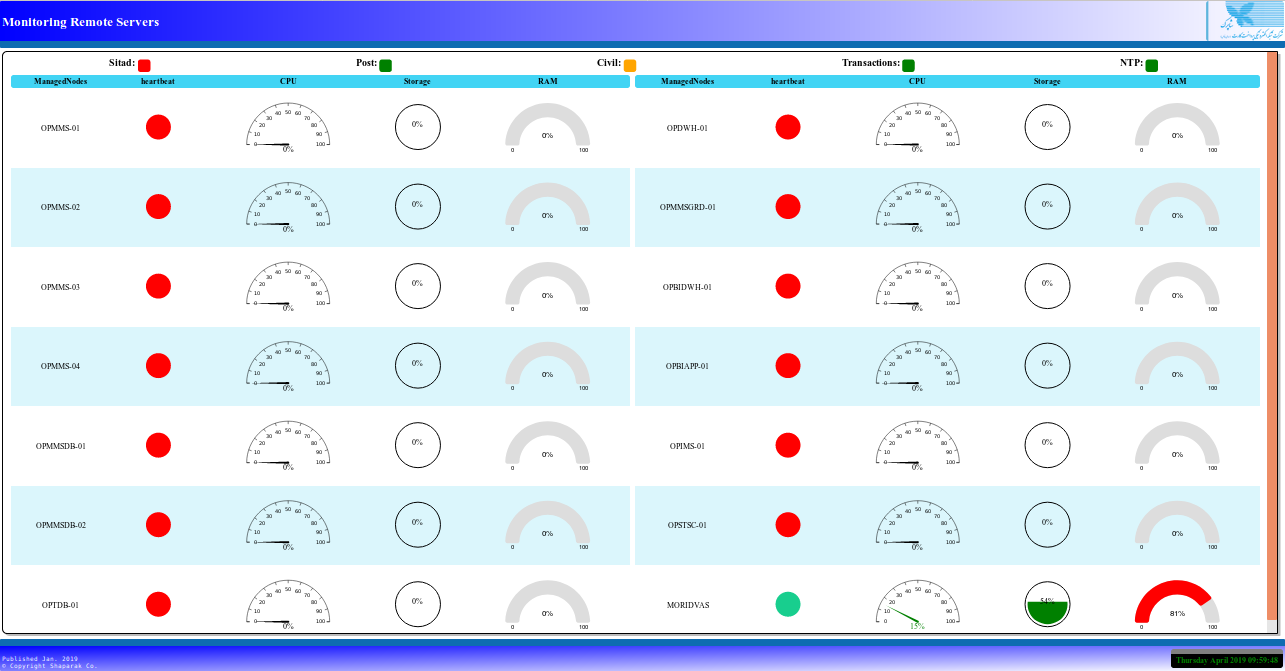 Monitoring Remote Servers
Sitad: Post: Civil: Transactions: NTP:
ManagedNodes heartbeat CPU Storage RAM ManagedNodes heartbeat CPU Storage RAM
OPMMS-01 0 10 20 30 40 50 60 70 80 90 100 0% 0% 0% 0 100 OPDWH-01 0 10 20 30 40 50 60 70 80 90 100 0% 0% 0% 0 100
OPMMS-02 0 10 20 30 40 50 60 70 80 90 100 0% 0% 0% 0 100 OPMMSGRD-01 0 10 20 30 40 50 60 70 80 90 100 0% 0% 0% 0 100
OPMMS-03 0 10 20 30 40 50 60 70 80 90 100 0% 0% 0% 0 100 OPBIDWH-01 0 10 20 30 40 50 60 70 80 90 100 0% 0% 0% 0 100
OPMMS-04 0 10 20 30 40 50 60 70 80 90 100 0% 0% 0% 0 100 OPBIAPP-01 0 10 20 30 40 50 60 70 80 90 100 0% 0% 0% 0 100
OPMMSDB-01 0 10 20 30 40 50 60 70 80 90 100 0% 0% 0% 0 100 OPIMS-01 0 10 20 30 40 50 60 70 80 90 100 0% 0% 0% 0 100
OPMMSDB-02 0 10 20 30 40 50 60 70 80 90 100 0% 0% 0% 0 100 OPSTSC-01 0 10 20 30 40 50 60 70 80 90 100 0% 0% 0% 0 100
OPTDB-01 0 10 20 30 40 50 60 70 80 90 100 0% 0% 0% 0 100 MORIDVAS 0 10 20 30 40 50 60 70 80 90 100 15% 54% 81% 0 100
Published Jan. 2019
© Copyright Shaparak Co.
Thursday April 2019 09:59:48